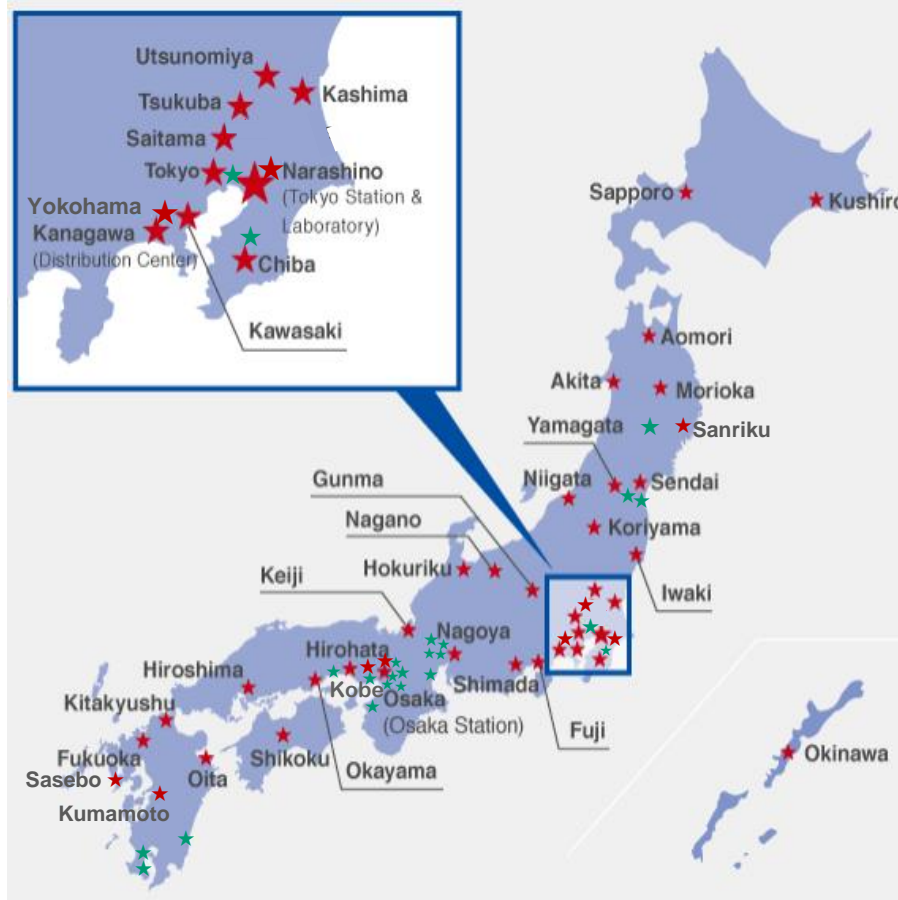 Utsunomiya
Kashima
Tsukuba
Saitama
Tokyo
Narashino
(Tokyo Station &
Laboratory)
Yokohama
Kanagawa
(Distribution Center)
Chiba
Kawasaki
Sapporo
Kushiro
Aomori
Akita
Morioka
Yamagata
Sanriku
Gunma
Niigata
Sendai
Nagano
Koriyama
Hokuriku
Keiji
Iwaki
Nagoya
Hirohata
Hiroshima
Kobe
Shimada
Kitakyushu
Osaka
(Osaka Station)
Fuji
Fukuoka
Shikoku
Okayama
Okinawa
Sasebo
Oita
Kumamoto